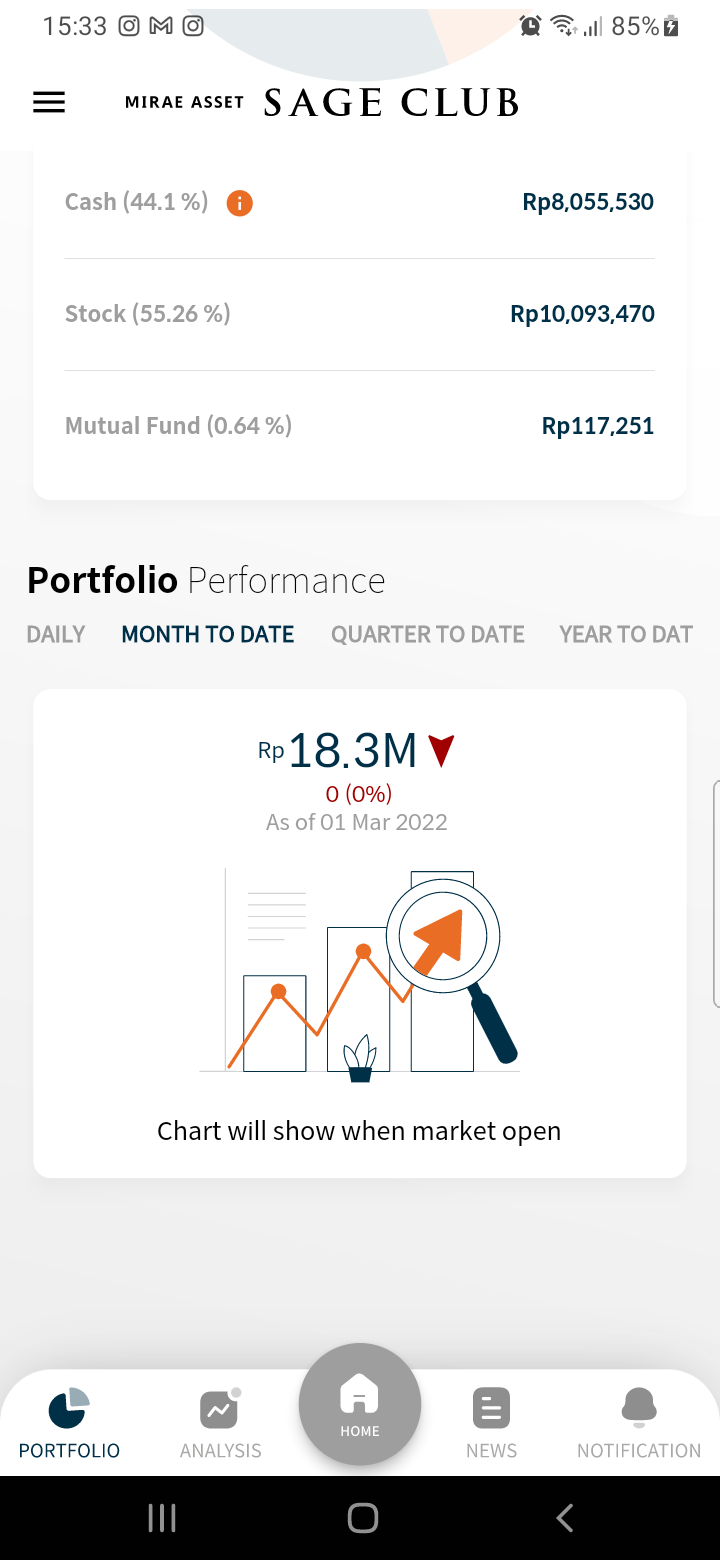 15:33 85%
MIRAE ASSET SAGE CLUB
Cash (44.1 %) i Rp8,055,530
Stock (55.26 %) Rp10,093,470
Mutual Fund (0.64 %) Rp117,251
Portfolio Performance
DAILY MONTH TO DATE QUARTER TO DATE YEAR TO DAT
Rp18.3M
0 (0%)
As of 01 Mar 2022
Chart will show when market open
PORTFOLIO ANALYSIS HOME NEWS NOTIFICATION